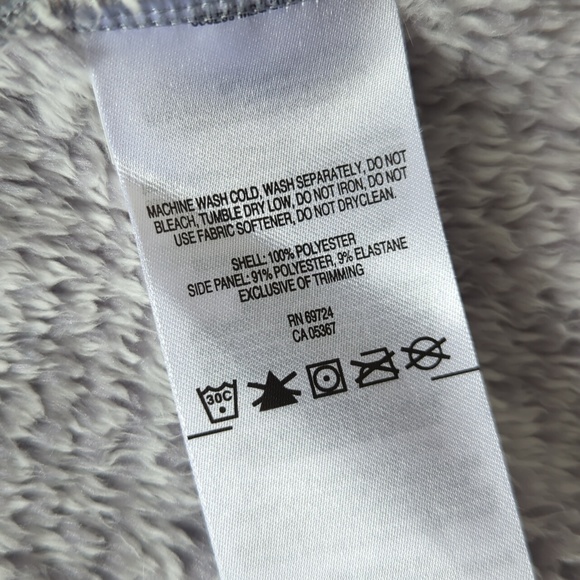 MACHINE WASH COLD, WASH SEPARATELY, DO NOT
BLEACH, TUMBLE DRY LOW, DO NOT IRON, DO NOT
USE FABRIC SOFTENER, DO NOT DRYCLEAN.
SHELL: 100% POLYESTER
SIDE PANEL: 91% POLYESTER, 9% ELASTANE
EXCLUSIVE OF TRIMMING
RN 69724
CA 05367
30C